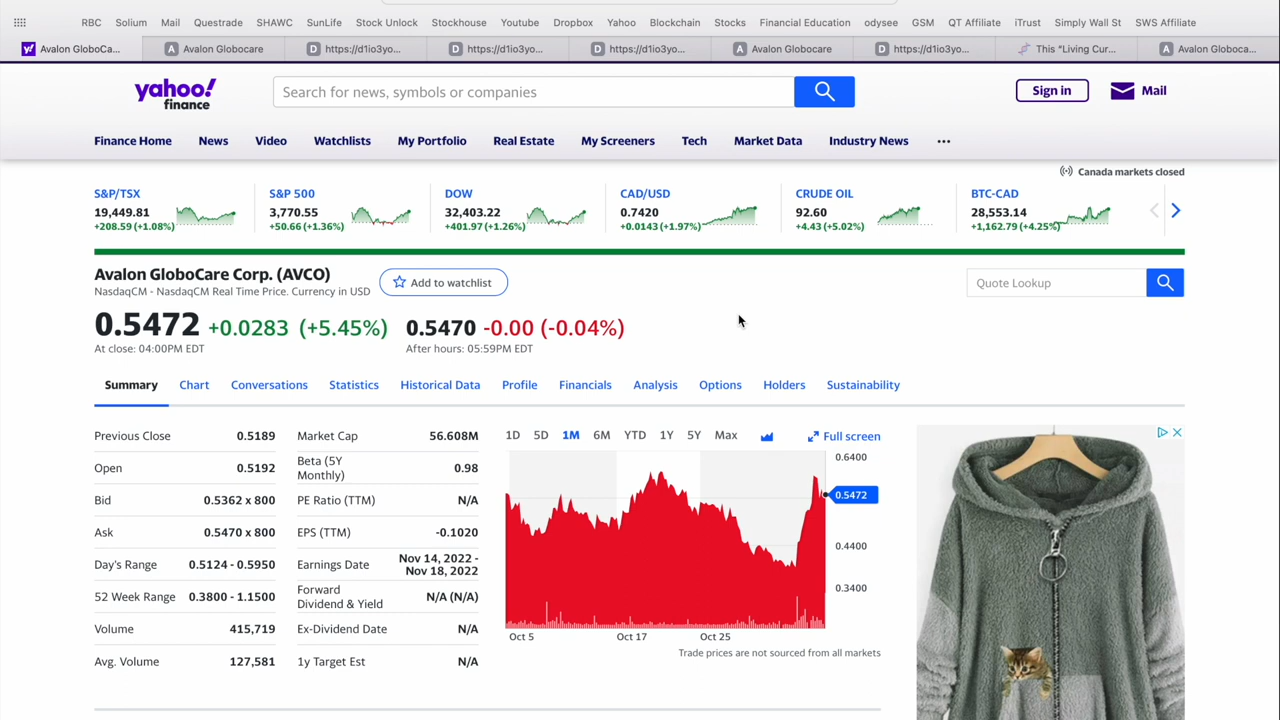 RBC Solium Mail Questrade SHAWC SunLife Stock Unlock Stockhouse Youtube Dropbox Yahoo Blockchain Stocks Financial Education odysee GSM QT Affiliate iTrust Simply Wall St SWS Affiliate
Avalon GloboCa... Avalon Globocare https://d1io3yo... https://d1io3yo... https://d1io3yo... Avalon Globocare https://d1io3yo... This "Living Cur... Avalon Globoca...
yahoo!
finance
Search for news, symbols or companies
Sign in Mail
Finance Home News Video Watchlists My Portfolio Real Estate My Screeners Tech Market Data Industry News ...
Canada markets closed
S&P/TSX S&P 500 DOW CAD/USD CRUDE OIL BTC-CAD
19,449.81 3,770.55 32,403.22 0.7420 92.60 28,553.14
+208.59 (+1.08%) +50.66 (+1.36%) +401.97 (+1.26%) +0.0143 (+1.97%) +4.43 (+5.02%) +1,162.79 (+4.25%)
Avalon GloboCare Corp. (AVCO)
NasdaqCM - NasdaqCM Real Time Price. Currency in USD
Add to watchlist
Quote Lookup
0.5472 +0.0283 (+5.45%) 0.5470 -0.00 (-0.04%)
At close: 04:00PM EDT After hours: 05:59PM EDT
Summary Chart Conversations Statistics Historical Data Profile Financials Analysis Options Holders Sustainability
Previous Close 0.5189
Open 0.5192
Bid 0.5362 x 800
Ask 0.5470 x 800
Day's Range 0.5124 - 0.5950
52 Week Range 0.3800 - 1.1500
Volume 415,719
Avg. Volume 127,581
Market Cap 56.608M
Beta (5Y
Monthly) 0.98
PE Ratio (TTM) N/A
EPS (TTM) -0.1020
Earnings Date Nov 14, 2022 -
Nov 18, 2022
Forward
Dividend & Yield N/A (N/A)
Ex-Dividend Date N/A
1y Target Est N/A
1D 5D 1M 6M YTD 1Y 5Y Max Full screen
0.6400
0.5472
0.4400
0.3400
Oct 5 Oct 17 Oct 25
Trade prices are not sourced from all markets